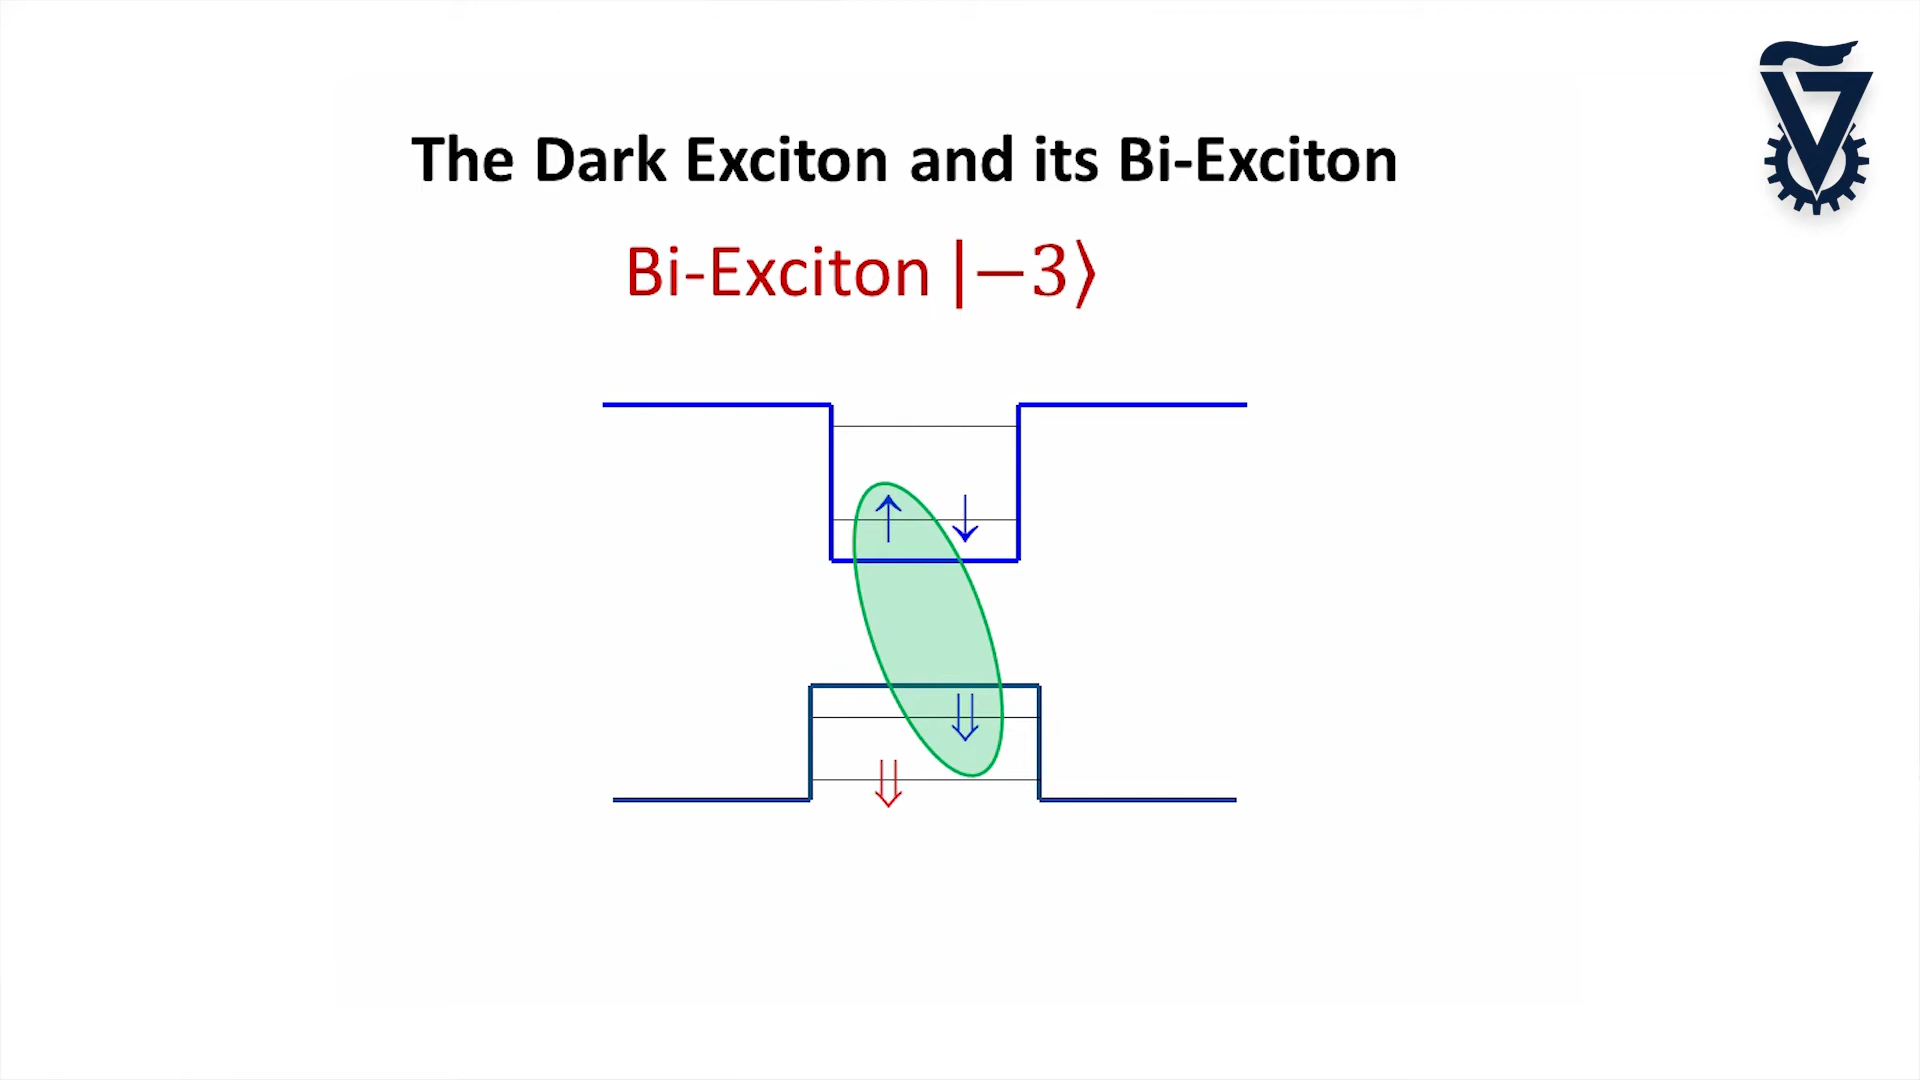 The Dark Exciton and its Bi-Exciton
Bi-Exciton |−3⟩
↑ ↓
⇓
⇓